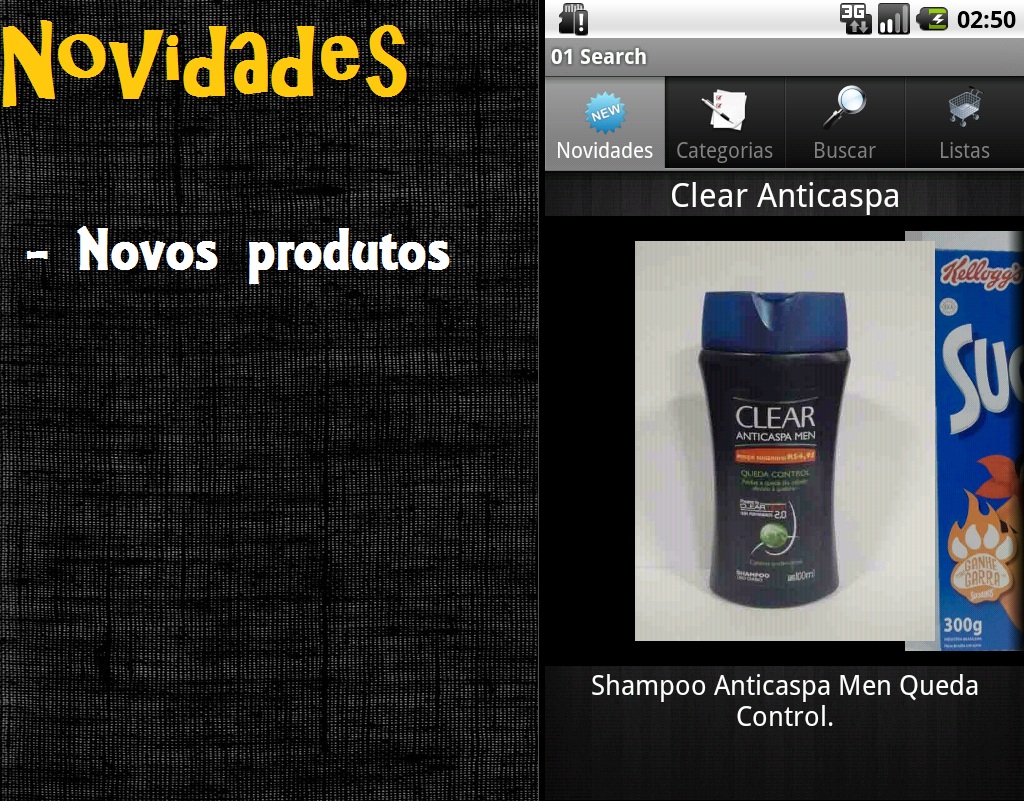 Novidades
- Novos produtos
3G
02:50
01 Search
NEW
Novidades
Categorias
Buscar
Listas
Clear Anticaspa
CLEAR
ANTICASPA MEN
QUEDA CONTROL
2.0
SHAMPOO
100ml
Kellogg's
GANHE
GARRA
300g
Shampoo Anticaspa Men Queda
Control.